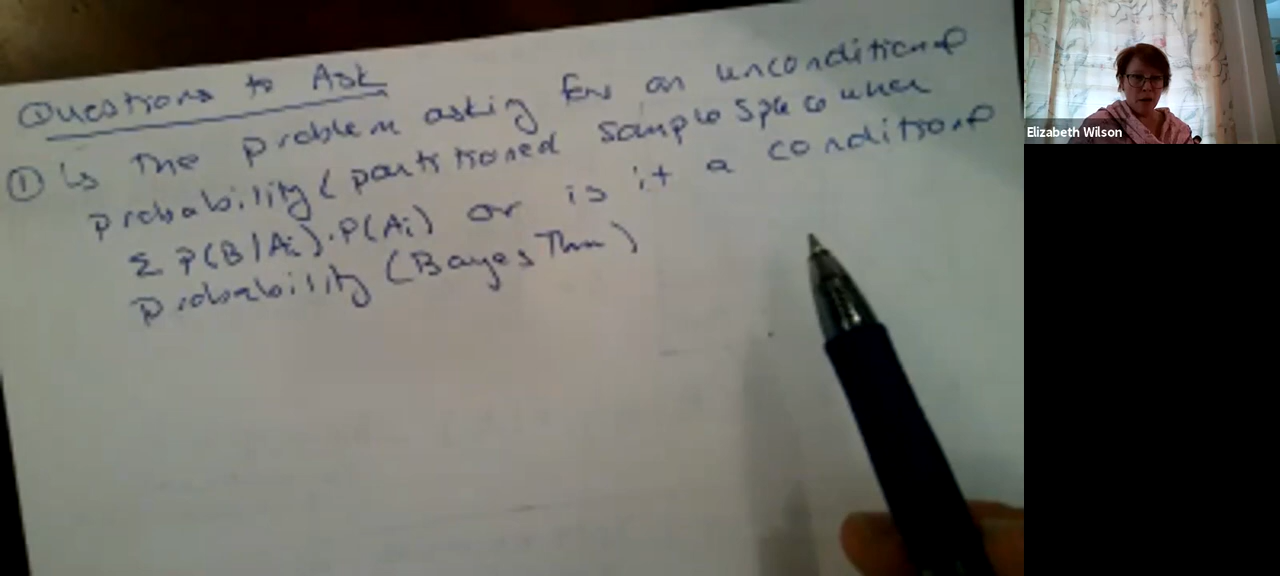 Questions to Ask
① Is the problem asking for an unconditional
probability (partitioned sample space when
Σ P(B|Ai)·P(Ai) or is it a conditional
probability (Bayes Thm)
Elizabeth Wilson